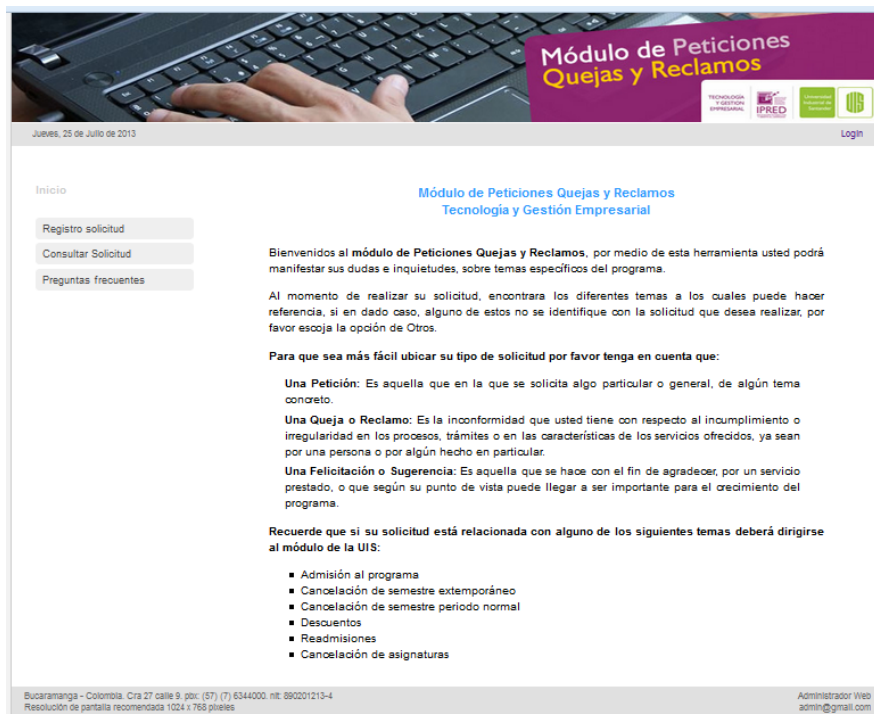 Módulo de Peticiones
Quejas y Reclamos
TECNOLOGÍA
Y GESTIÓN
EMPRESARIAL
IPRED
Universidad
Industrial de
Santander
UIS
Jueves, 25 de Julio de 2013
Login
Inicio
Registro solicitud
Consultar Solicitud
Preguntas frecuentes
Módulo de Peticiones Quejas y Reclamos
Tecnología y Gestión Empresarial
Bienvenidos al módulo de Peticiones Quejas y Reclamos, por medio de esta herramienta usted podrá
manifestar sus dudas e inquietudes, sobre temas específicos del programa.
Al momento de realizar su solicitud, encontrara los diferentes temas a los cuales puede hacer
referencia, si en dado caso, alguno de estos no se identifique con la solicitud que desea realizar, por
favor escoja la opción de Otros.
Para que sea más fácil ubicar su tipo de solicitud por favor tenga en cuenta que:
Una Petición: Es aquella que en la que se solicita algo particular o general, de algún tema
concreto.
Una Queja o Reclamo: Es la inconformidad que usted tiene con respecto al incumplimiento o
irregularidad en los procesos, trámites o en las características de los servicios ofrecidos, ya sean
por una persona o por algún hecho en particular.
Una Felicitación o Sugerencia: Es aquella que se hace con el fin de agradecer, por un servicio
prestado, o que según su punto de vista puede llegar a ser importante para el crecimiento del
programa.
Recuerde que si su solicitud está relacionada con alguno de los siguientes temas deberá dirigirse
al módulo de la UIS:
Admisión al programa
Cancelación de semestre extemporáneo
Cancelación de semestre periodo normal
Descuentos
Readmisiones
Cancelación de asignaturas
Bucaramanga - Colombia. Cra 27 calle 9. pbx: (57) (7) 6344000. nit: 890201213-4
Resolución de pantalla recomendada 1024 x 768 pixeles
Administrador Web
admin@gmail.com